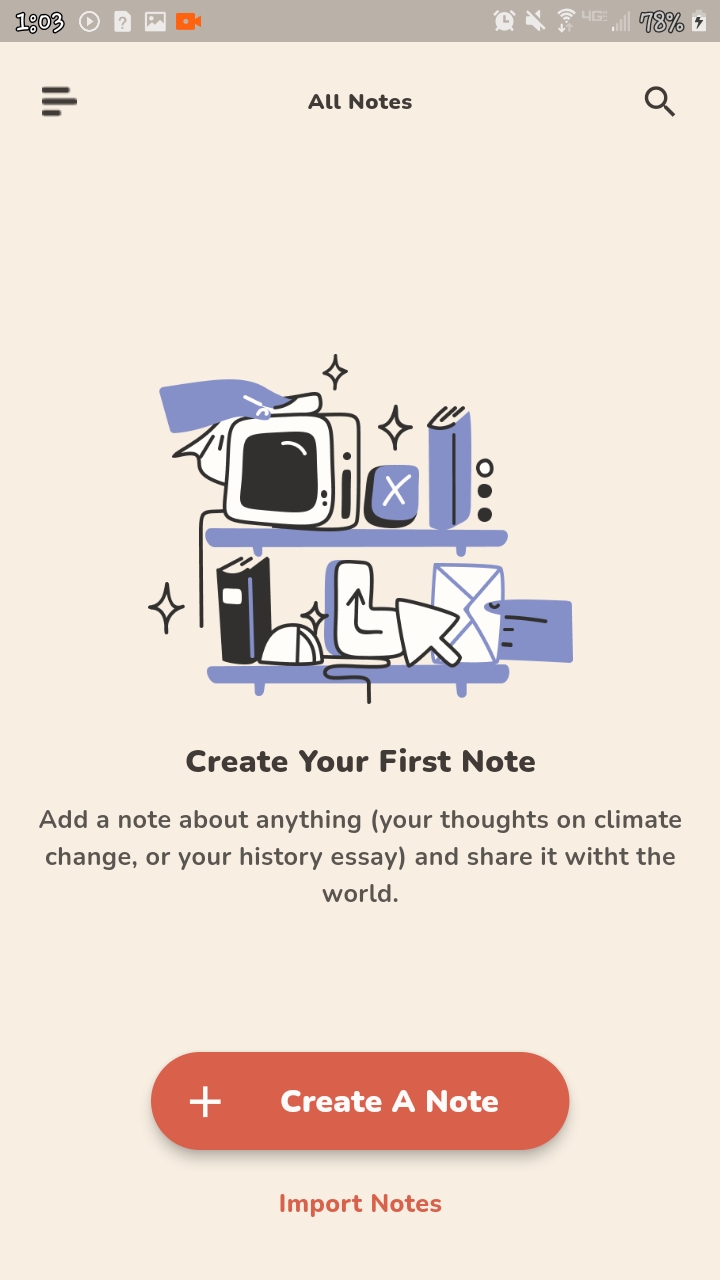 1:03 4G 78%
All Notes
X
Create Your First Note
Add a note about anything (your thoughts on climate
change, or your history essay) and share it witht the
world.
Create A Note
Import Notes